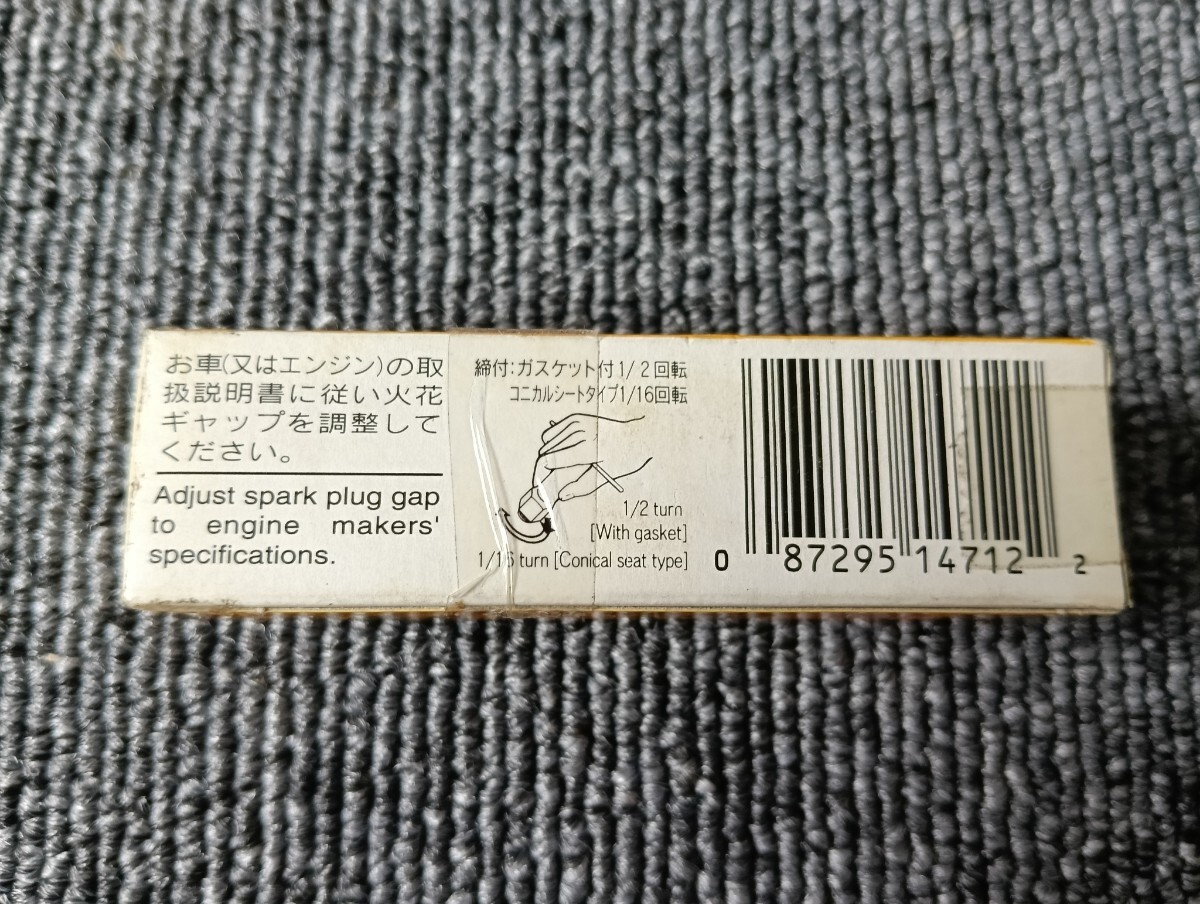 お車(又はエンジン)の取
扱説明書に従い火花
ギャップを調整して
ください。
Adjust spark plug gap
to engine makers'
specifications.
締付:ガスケット付1/2回転
コニカルシートタイプ1/16回転
1/2 turn
[With gasket]
1/16 turn [Conical seat type]
0 87295 14712 2